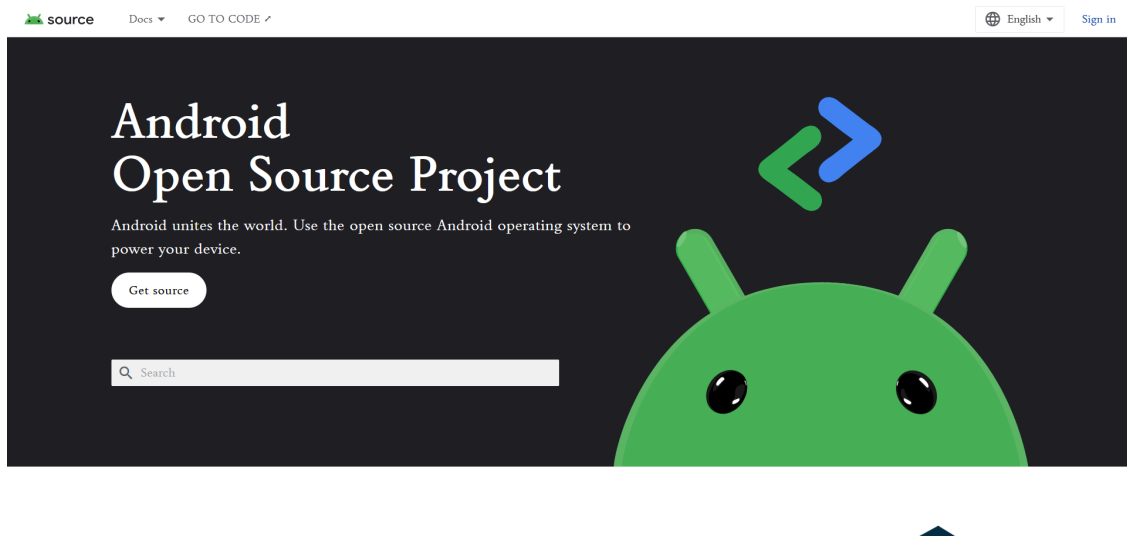 source
Docs
GO TO CODE ↗
English
Sign in
Android
Open Source Project
Android unites the world. Use the open source Android operating system to
power your device.
Get source
Search